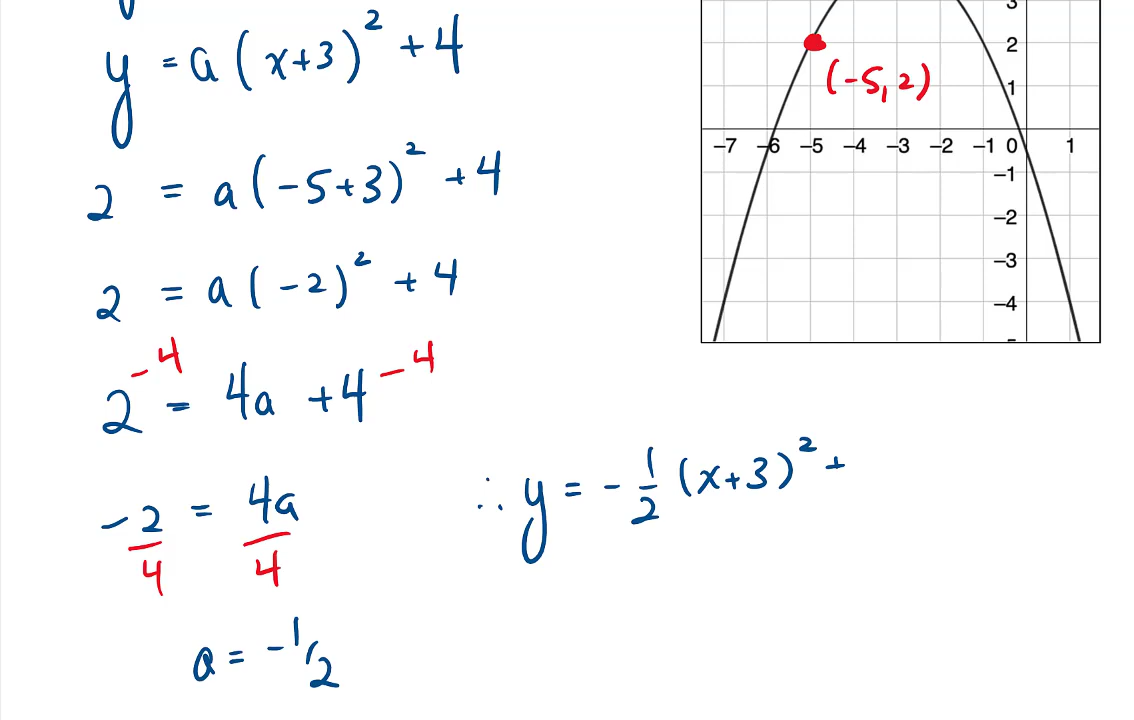 y = a(x+3)² +4
2 = a(-5+3)² +4
2 = a(-2)² +4
2 -4 = 4a +4 -4
-2/4 = 4a/4
a = -1/2
∴ y = -1/2 (x+3)² +
3
2
(-5,2)
1
-7 -6 -5 -4 -3 -2 -1 0 1
-1
-2
-3
-4